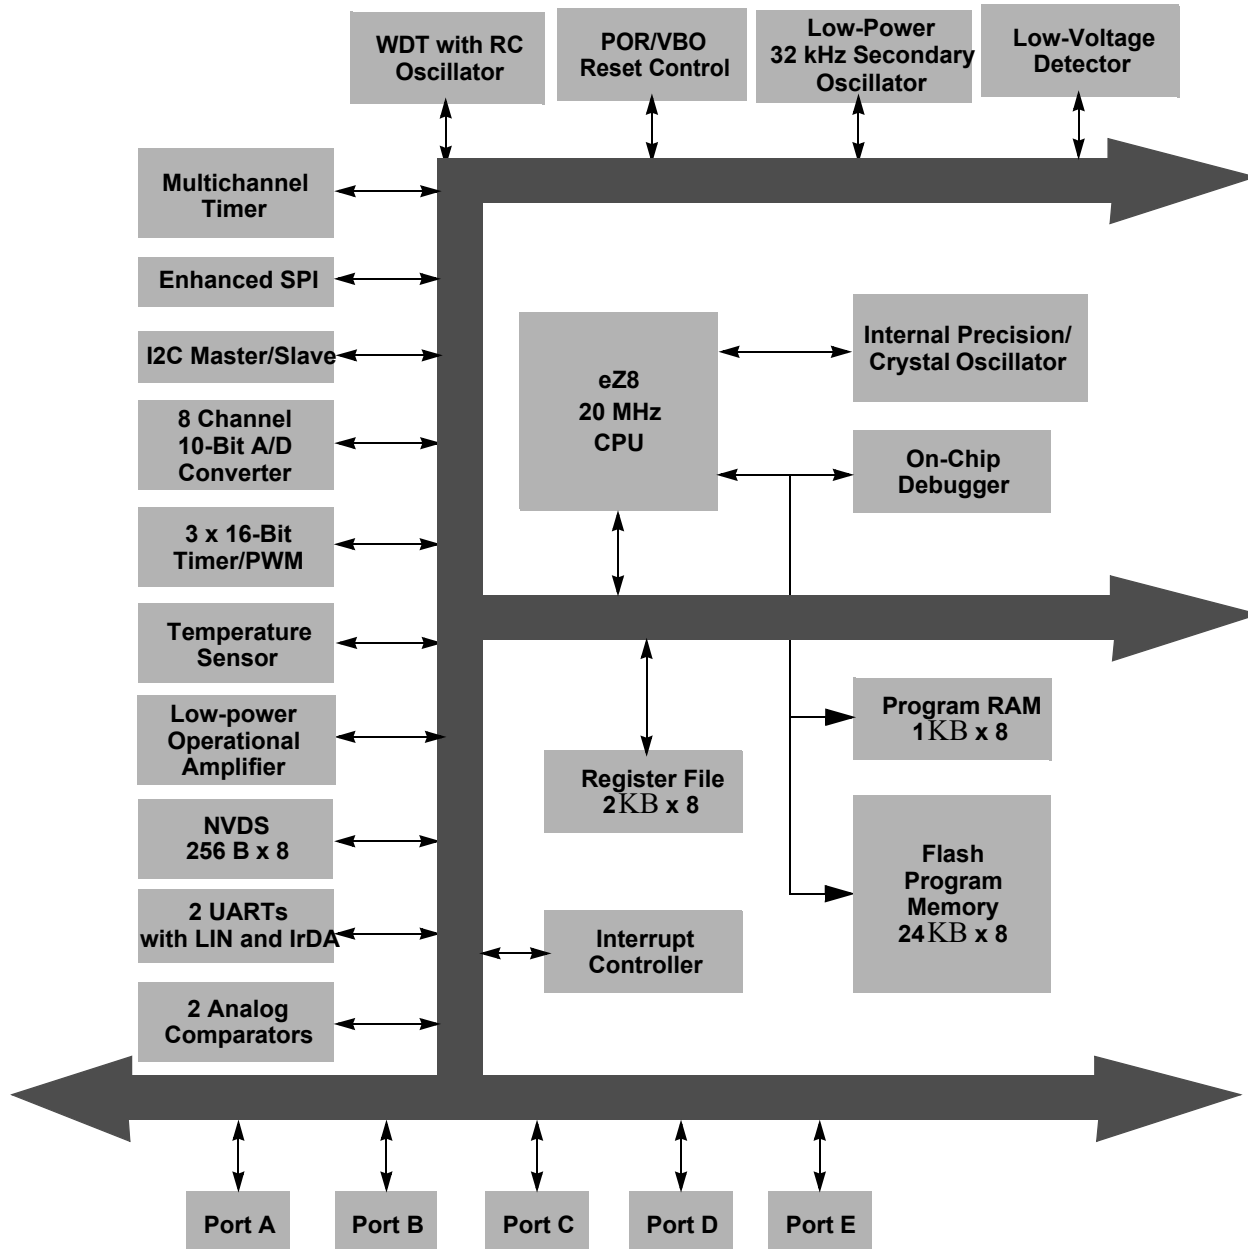 WDT with RC
Oscillator
POR/VBO
Reset Control
Low-Power
32 kHz Secondary
Oscillator
Low-Voltage
Detector
Multichannel
Timer
Enhanced SPI
I2C Master/Slave
8 Channel
10-Bit A/D
Converter
3 x 16-Bit
Timer/PWM
Temperature
Sensor
Low-power
Operational
Amplifier
NVDS
256 B x 8
2 UARTs
with LIN and IrDA
2 Analog
Comparators
eZ8
20 MHz
CPU
Internal Precision/
Crystal Oscillator
On-Chip
Debugger
Program RAM
1KB x 8
Register File
2KB x 8
Flash
Program
Memory
24KB x 8
Interrupt
Controller
Port A
Port B
Port C
Port D
Port E